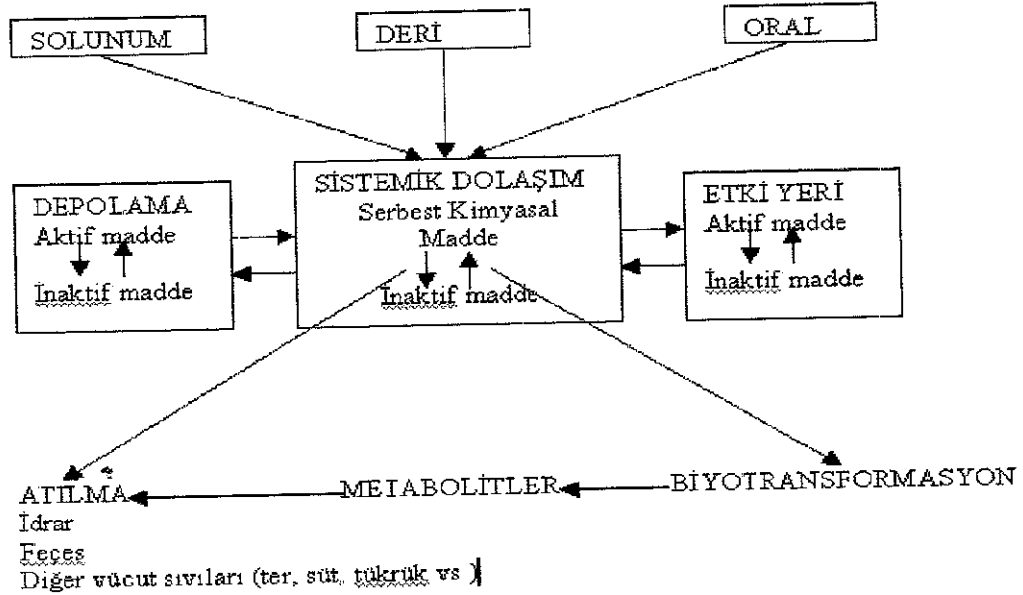 SOLUNUM
DERİ
ORAL
DEPOLAMA
Aktif madde
İnaktif madde
SİSTEMİK DOLAŞIM
Serbest Kimyasal
Madde
İnaktif madde
ETKİ YERİ
Aktif madde
İnaktif madde
ATILMA
METABOLİTLER
BİYOTRANSFORMASYON
İdrar
Feçes
Diğer vücut sıvıları (ter, süt, tükrük vs )